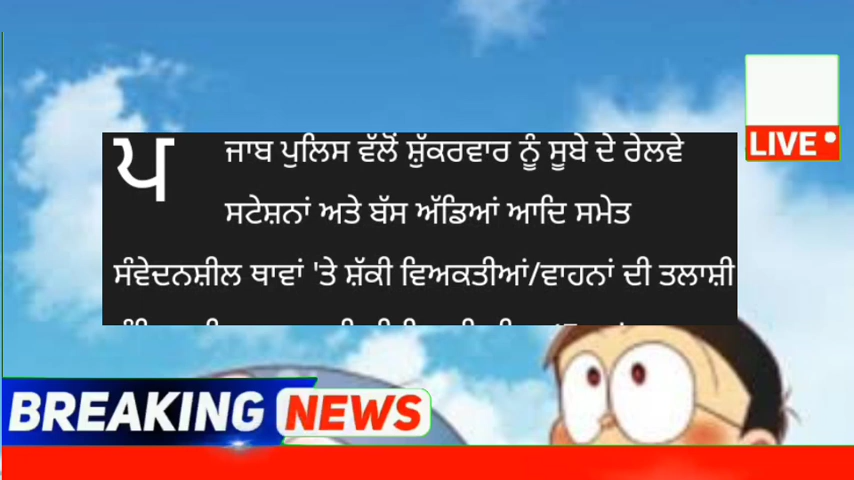 LIVE
ਪ
ਜਾਬ ਪੁਲਿਸ ਵੱਲੋਂ ਸ਼ੁੱਕਰਵਾਰ ਨੂੰ ਸੂਬੇ ਦੇ ਰੇਲਵੇ
ਸਟੇਸ਼ਨਾਂ ਅਤੇ ਬੱਸ ਅੱਡਿਆਂ ਆਦਿ ਸਮੇਤ
ਸੰਵੇਦਨਸ਼ੀਲ ਥਾਵਾਂ 'ਤੇ ਸ਼ੱਕੀ ਵਿਅਕਤੀਆਂ/ਵਾਹਨਾਂ ਦੀ ਤਲਾਸ਼ੀ
BREAKING NEWS